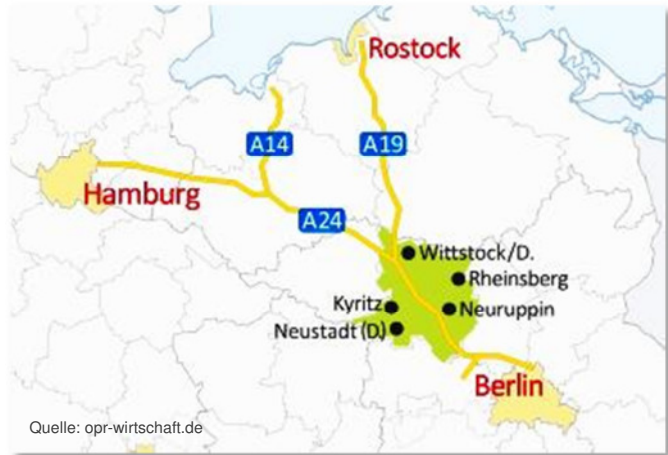 Rostock
A14
A19
Hamburg
A24
Wittstock/D.
Rheinsberg
Kyritz
Neuruppin
Neustadt (D.)
Berlin
Quelle: opr-wirtschaft.de